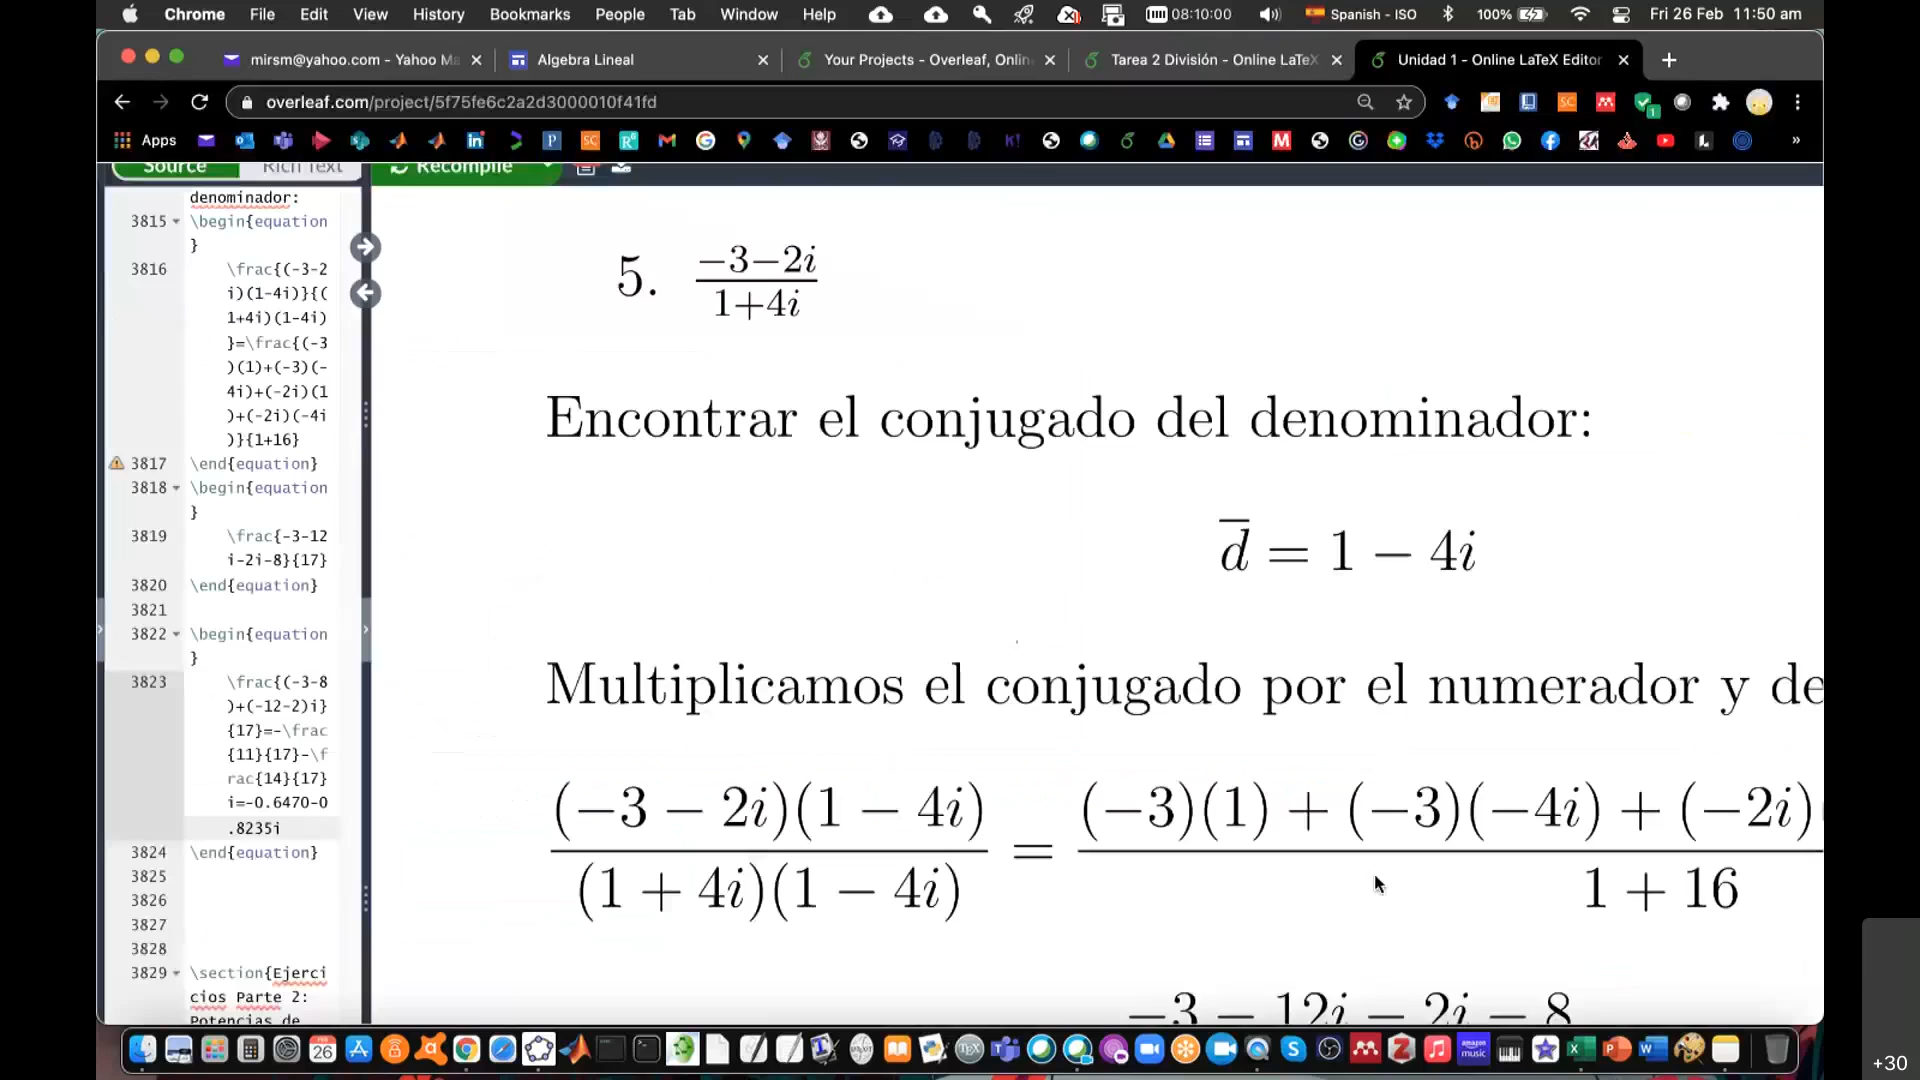 Chrome File Edit View History Bookmarks People Tab Window Help 08:10:00 Spanish - ISO 100% Fri 26 Feb 11:50 am
mirsm@yahoo.com - Yahoo Ma Algebra Lineal Your Projects - Overleaf, Onlin Tarea 2 División - Online LaTeX Unidad 1 - Online LaTeX Editor
overleaf.com/project/5f75fe6c2a2d3000010f41fd
Apps
Source Rich Text Recompile
denominador:
3815 \begin{equation
}
3816 \frac{(-3-2
i)(1-4i)}{(
1+4i)(1-4i)
}=\frac{(-3
)(1)+(-3)(-
4i)+(-2i)(1
)+(-2i)(-4i
)}{1+16}
3817 \end{equation}
3818 \begin{equation
}
3819 \frac{-3-12
i-2i-8}{17}
3820 \end{equation}
3821
3822 \begin{equation
}
3823 \frac{(-3-8
)+(-12-2)i}
{17}=-\frac
{11}{17}-\f
rac{14}{17}
i=-0.6470-0
.8235i
3824 \end{equation}
3825
3826
3827
3828
3829 \section{Ejerci
cios Parte 2:
Potencias de
5. −3−2i
1+4i
Encontrar el conjugado del denominador:
d̅ = 1 − 4i
Multiplicamos el conjugado por el numerador y de
(−3 − 2i)(1 − 4i) = (−3)(1) + (−3)(−4i) + (−2i)
(1 + 4i)(1 − 4i) 1 + 16
−3 − 12i − 2i − 8
+30